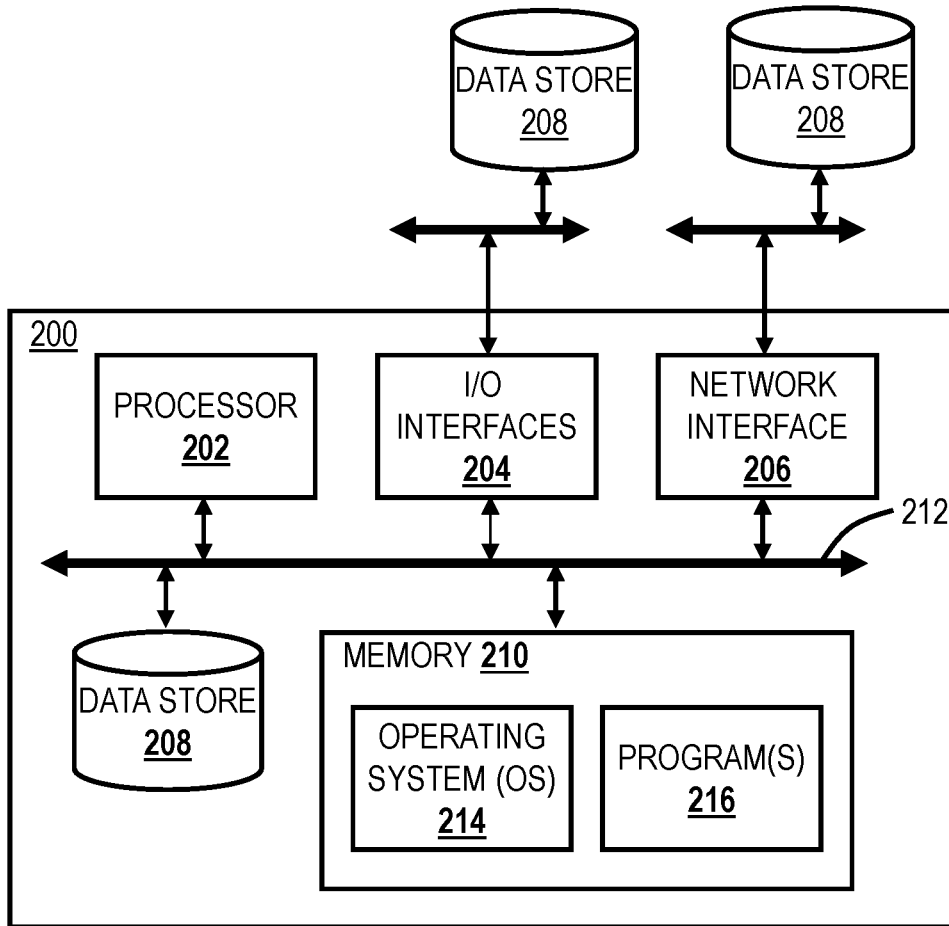 DATA STORE
208
DATA STORE
208
200
PROCESSOR
202
I/O
INTERFACES
204
NETWORK
INTERFACE
206
212
DATA STORE
208
MEMORY 210
OPERATING
SYSTEM (OS)
214
PROGRAM(S)
216